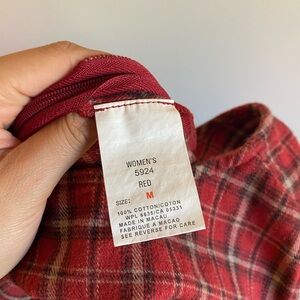 WOMEN'S
5924
RED
SIZE: M
100% COTTON/COTON
WPL 6635/CA 05331
MADE IN MACAU
FABRIQUE A MACAO
SEE REVERSE FOR CARE